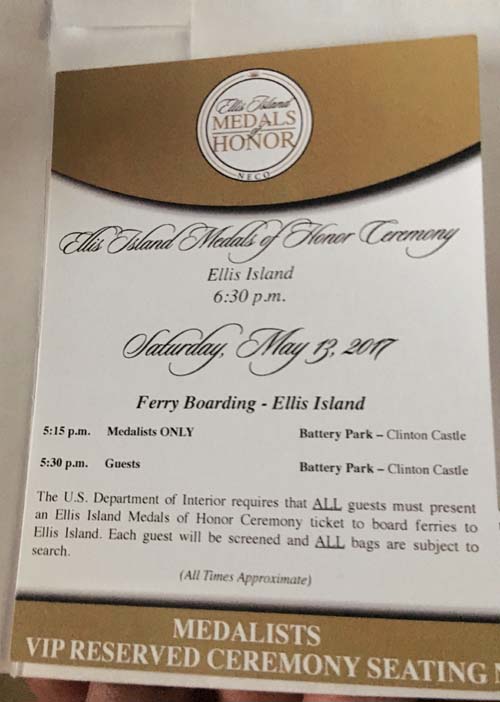 Ellis Island
MEDALS
of
HONOR
NECO
Ellis Island Medals of Honor Ceremony
Ellis Island
6:30 p.m.
Saturday, May 13, 2017
Ferry Boarding - Ellis Island
5:15 p.m. Medalists ONLY Battery Park – Clinton Castle
5:30 p.m. Guests Battery Park – Clinton Castle
The U.S. Department of Interior requires that ALL guests must present
an Ellis Island Medals of Honor Ceremony ticket to board ferries to
Ellis Island. Each guest will be screened and ALL bags are subject to
search.
(All Times Approximate)
MEDALISTS
VIP RESERVED CEREMONY SEATING